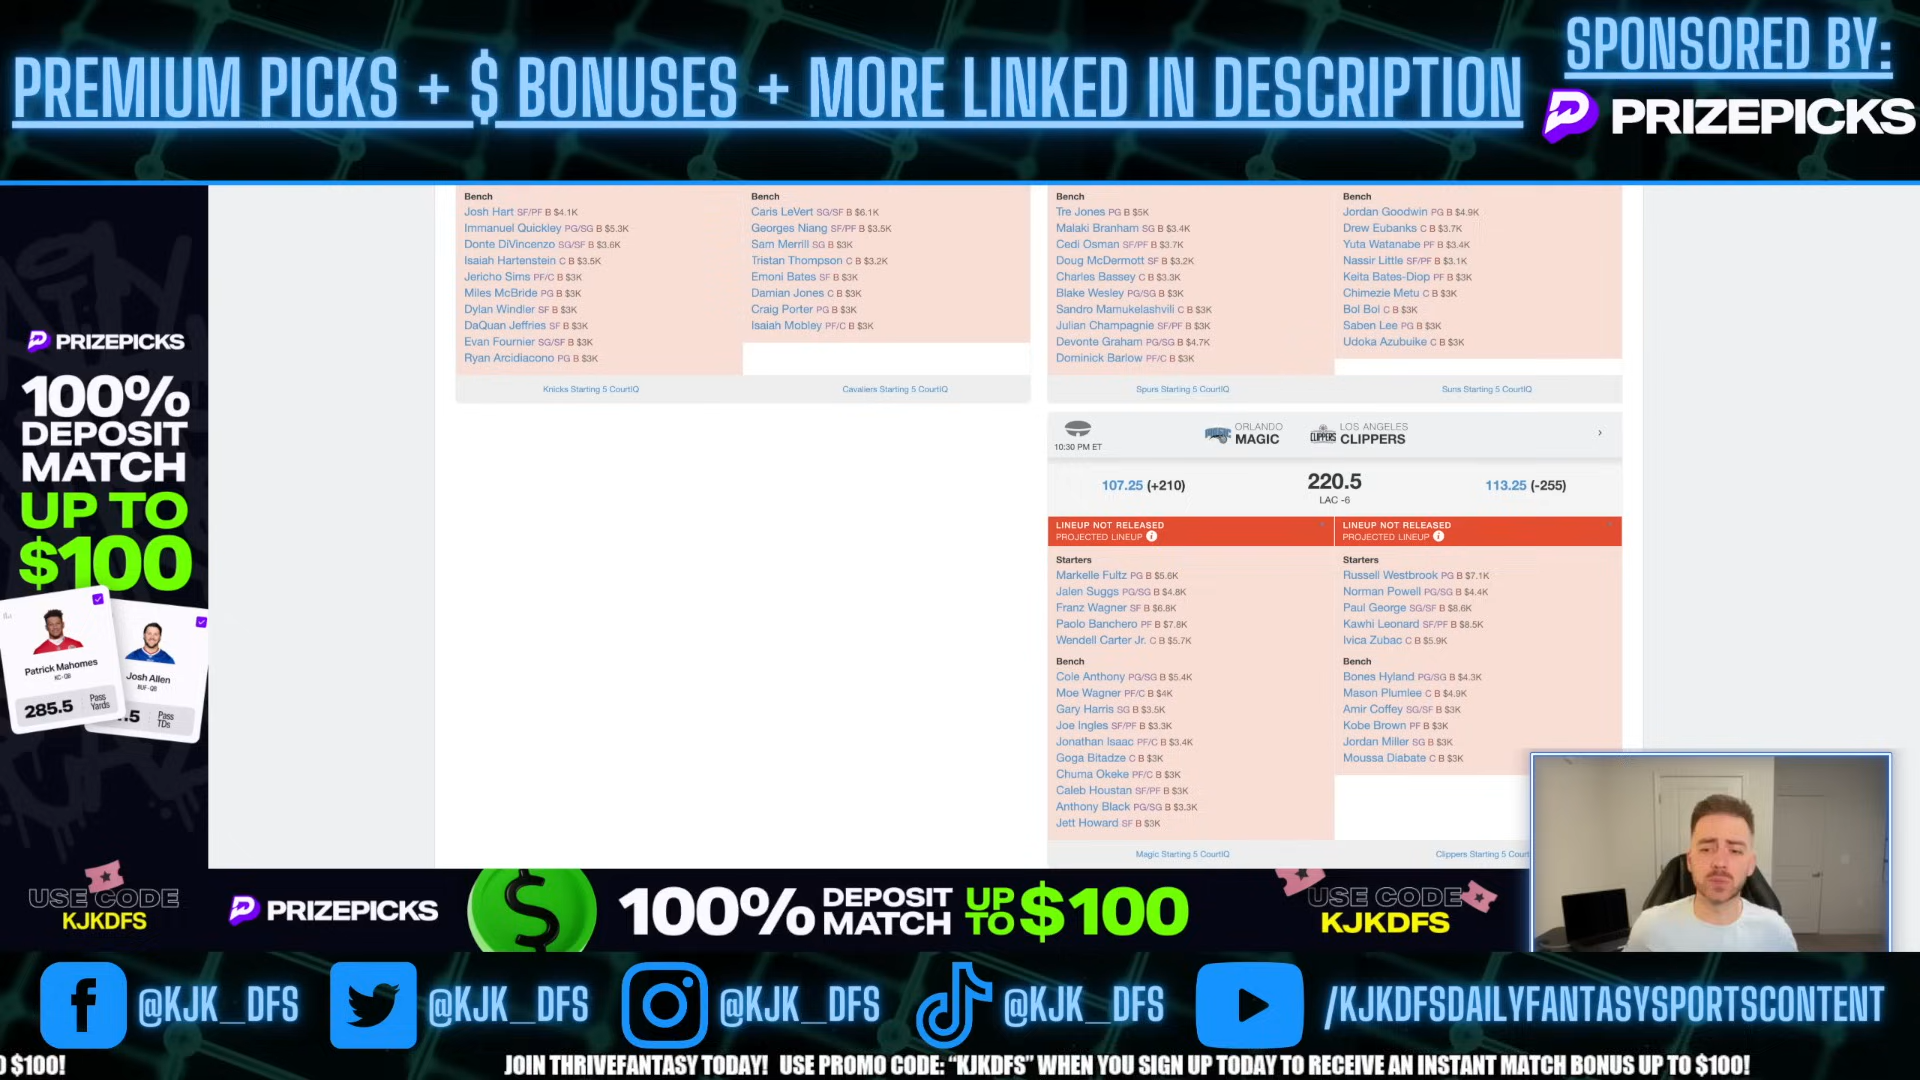 PREMIUM PICKS + $ BONUSES + MORE LINKED IN DESCRIPTION
SPONSORED BY:
PRIZEPICKS
Bench
Josh Hart SF/PF B $4.1K
Immanuel Quickley PG/SG B $5.3K
Donte DiVincenzo SG/SF B $3.6K
Isaiah Hartenstein C B $3.5K
Jericho Sims PF/C B $3K
Miles McBride PG B $3K
Dylan Windler SF B $3K
DaQuan Jeffries SF B $3K
Evan Fournier SG/SF B $3K
Ryan Arcidiacono PG B $3K
Knicks Starting 5 CourtIQ
Bench
Caris LeVert SG/SF B $6.1K
Georges Niang SF/PF B $3.5K
Sam Merrill SG B $3K
Tristan Thompson C B $3.2K
Emoni Bates SF B $3K
Damian Jones C B $3K
Craig Porter PG B $3K
Isaiah Mobley PF/C B $3K
Cavaliers Starting 5 CourtIQ
Bench
Tre Jones PG B $5K
Malaki Branham SG B $3.4K
Cedi Osman SF/PF B $3.7K
Doug McDermott SF B $3.2K
Charles Bassey C B $3.3K
Blake Wesley PG/SG B $3K
Sandro Mamukelashvili C B $3K
Julian Champagnie SF/PF B $3K
Devonte Graham PG/SG B $4.7K
Dominick Barlow PF/C B $3K
Spurs Starting 5 CourtIQ
Bench
Jordan Goodwin PG B $4.9K
Drew Eubanks C B $3.7K
Yuta Watanabe PF B $3.4K
Nassir Little SF/PF B $3.1K
Keita Bates-Diop PF B $3K
Chimezie Metu C B $3K
Bol Bol C B $3K
Saben Lee PG B $3K
Udoka Azubuike C B $3K
Suns Starting 5 CourtIQ
10:30 PM ET
ORLANDO
MAGIC
CLIPPERS
LOS ANGELES
CLIPPERS
107.25 (+210)
220.5
LAC -6
113.25 (-255)
LINEUP NOT RELEASED
PROJECTED LINEUP
Starters
Markelle Fultz PG B $5.6K
Jalen Suggs PG/SG B $4.8K
Franz Wagner SF B $6.8K
Paolo Banchero PF B $7.8K
Wendell Carter Jr. C B $5.7K
Bench
Cole Anthony PG/SG B $5.4K
Moe Wagner PF/C B $4K
Gary Harris SG B $3.5K
Joe Ingles SF/PF B $3.3K
Jonathan Isaac PF/C B $3.4K
Goga Bitadze C B $3K
Chuma Okeke PF/C B $3K
Caleb Houstan SF/PF B $3K
Anthony Black PG/SG B $3.3K
Jett Howard SF B $3K
Magic Starting 5 CourtIQ
LINEUP NOT RELEASED
PROJECTED LINEUP
Starters
Russell Westbrook PG B $7.1K
Norman Powell PG/SG B $4.4K
Paul George SG/SF B $8.6K
Kawhi Leonard SF/PF B $8.5K
Ivica Zubac C B $5.9K
Bench
Bones Hyland PG/SG B $4.3K
Mason Plumlee C B $4.9K
Amir Coffey SG/SF B $3K
Kobe Brown PF B $3K
Jordan Miller SG B $3K
Moussa Diabate C B $3K
Clippers Starting 5 Court
PRIZEPICKS
100%
DEPOSIT
MATCH
UP TO
$100
Patrick Mahomes
KC-QB
285.5
Pass
Yards
Josh Allen
BUF-QB
.5
Pass
TDs
USE CODE
KJKDFS
PRIZEPICKS
100% DEPOSIT MATCH UP TO $100
USE CODE
KJKDFS
@KJK_DFS
@KJK_DFS
@KJK_DFS
@KJK_DFS
/KJKDFSDAILYFANTASYSPORTSCONTENT
$100!
JOIN THRIVEFANTASY TODAY! USE PROMO CODE: "KJKDFS" WHEN YOU SIGN UP TODAY TO RECEIVE AN INSTANT MATCH BONUS UP TO $100!